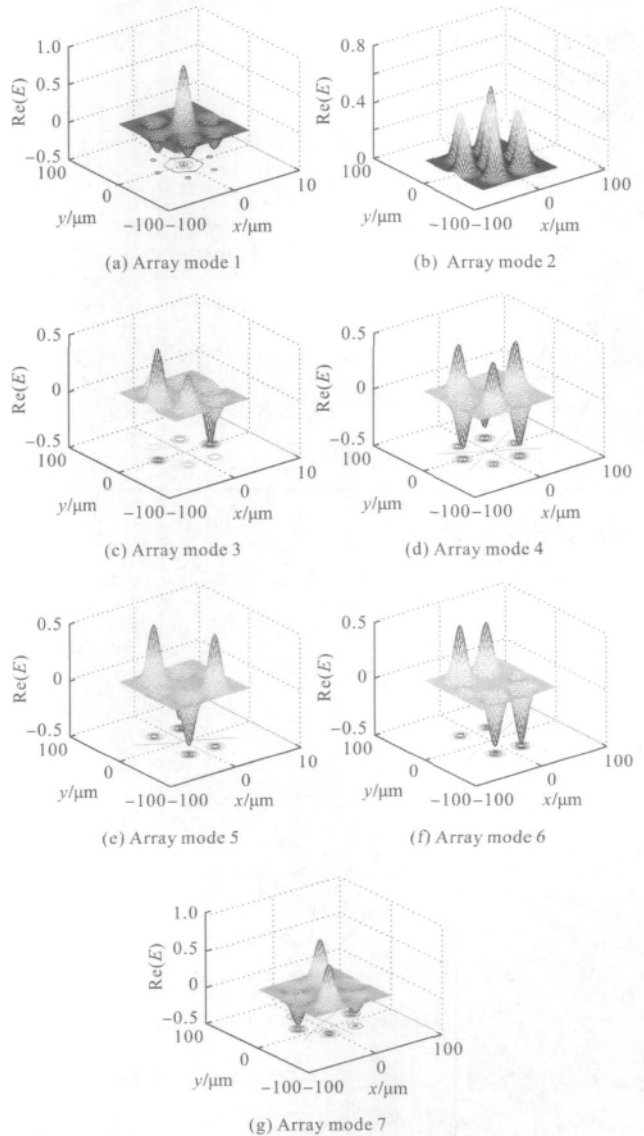 1.0
0.5
0
-0.5
100
0
-100-100
0
10
Re(E)
y/μm
x/μm
(a) Array mode 1
0.8
0.4
0
100
0
-100-100
0
100
Re(E)
y/μm
x/μm
(b) Array mode 2
0.5
0
-0.5
100
0
-100-100
0
10
Re(E)
y/μm
x/μm
(c) Array mode 3
0.5
0
-0.5
100
0
-100-100
0
100
Re(E)
y/μm
x/μm
(d) Array mode 4
0.5
0
-0.5
100
0
-100-100
0
10
Re(E)
y/μm
x/μm
(e) Array mode 5
0.5
0
-0.5
100
0
-100-100
0
100
Re(E)
y/μm
x/μm
(f) Array mode 6
1.0
0.5
0
-0.5
100
0
-100-100
0
100
Re(E)
y/μm
x/μm
(g) Array mode 7